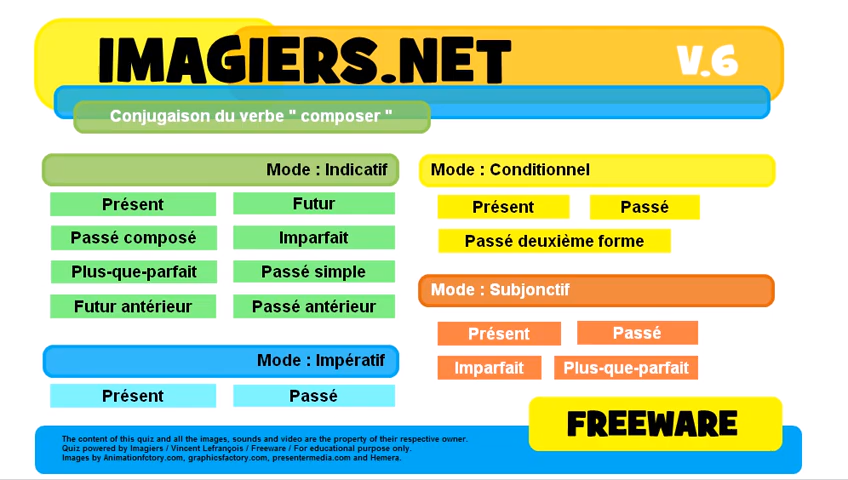 IMAGIERS.NET
V.6
Conjugaison du verbe " composer "
Mode : Indicatif
Présent
Futur
Passé composé
Imparfait
Plus-que-parfait
Passé simple
Futur antérieur
Passé antérieur
Mode : Impératif
Présent
Passé
Mode : Conditionnel
Présent
Passé
Passé deuxième forme
Mode : Subjonctif
Présent
Passé
Imparfait
Plus-que-parfait
FREEWARE
The content of this quiz and all the images, sounds and video are the property of their respective owner.
Quiz powered by Imagiers / Vincent Lefrançois / Freeware / For educational purpose only.
Images by Animationfctory.com, graphicsfactory.com, presentermedia.com and Hemera.